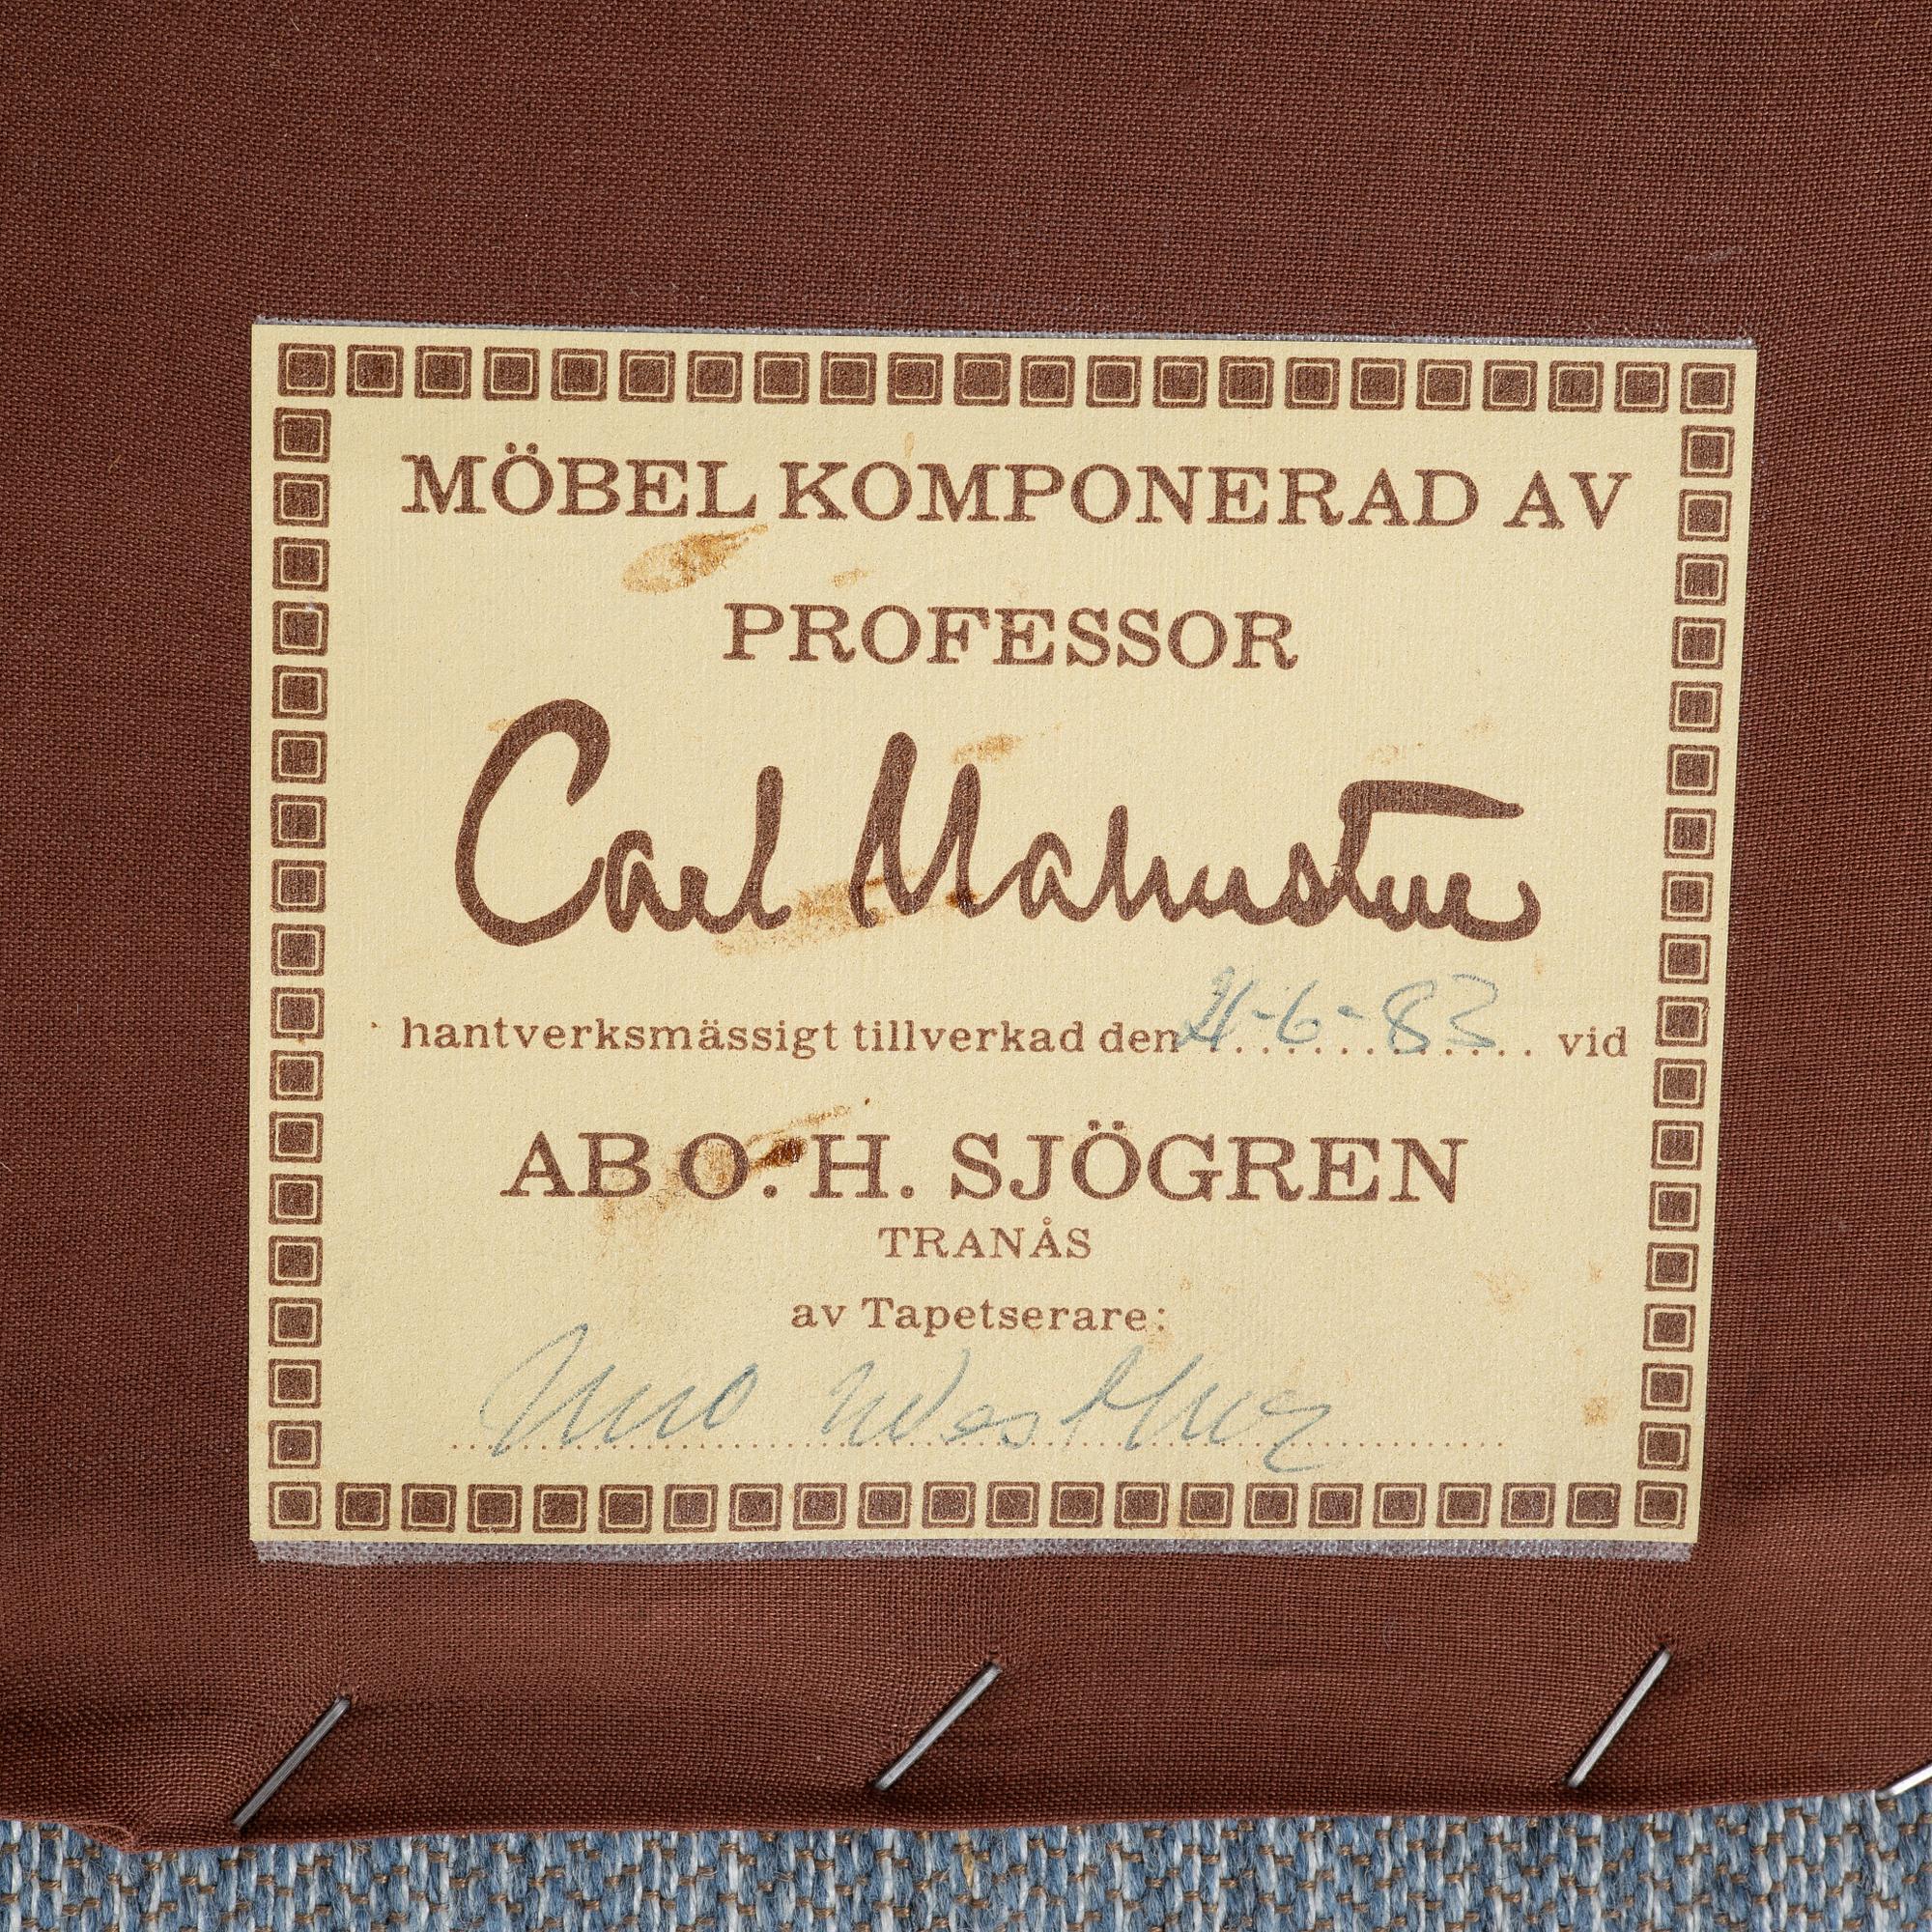 MÖBEL KOMPONERAD AV
PROFESSOR
Carl Malmsten
hantverksmässigt tillverkad den 21-6-83 vid
AB O. H. SJÖGREN
TRANÅS
av Tapetserare: